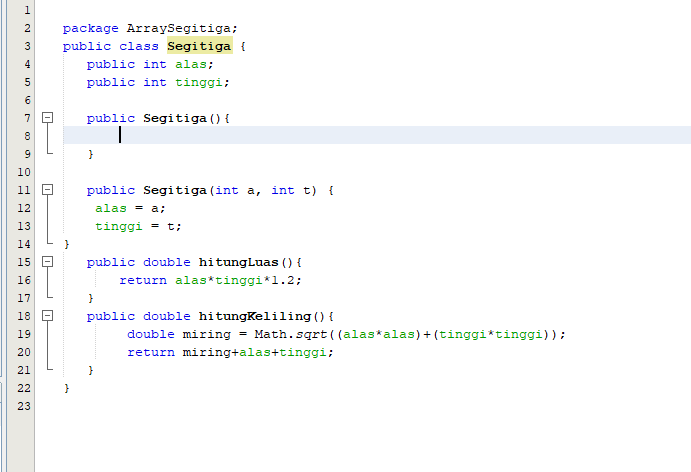 1
2 package ArraySegitiga;
3 public class Segitiga {
4 public int alas;
5 public int tinggi;
6
7 public Segitiga(){
8
9 }
10
11 public Segitiga(int a, int t) {
12 alas = a;
13 tinggi = t;
14 }
15 public double hitungLuas(){
16 return alas*tinggi*1.2;
17 }
18 public double hitungKeliling(){
19 double miring = Math.sqrt((alas*alas)+(tinggi*tinggi));
20 return miring+alas+tinggi;
21 }
22 }
23